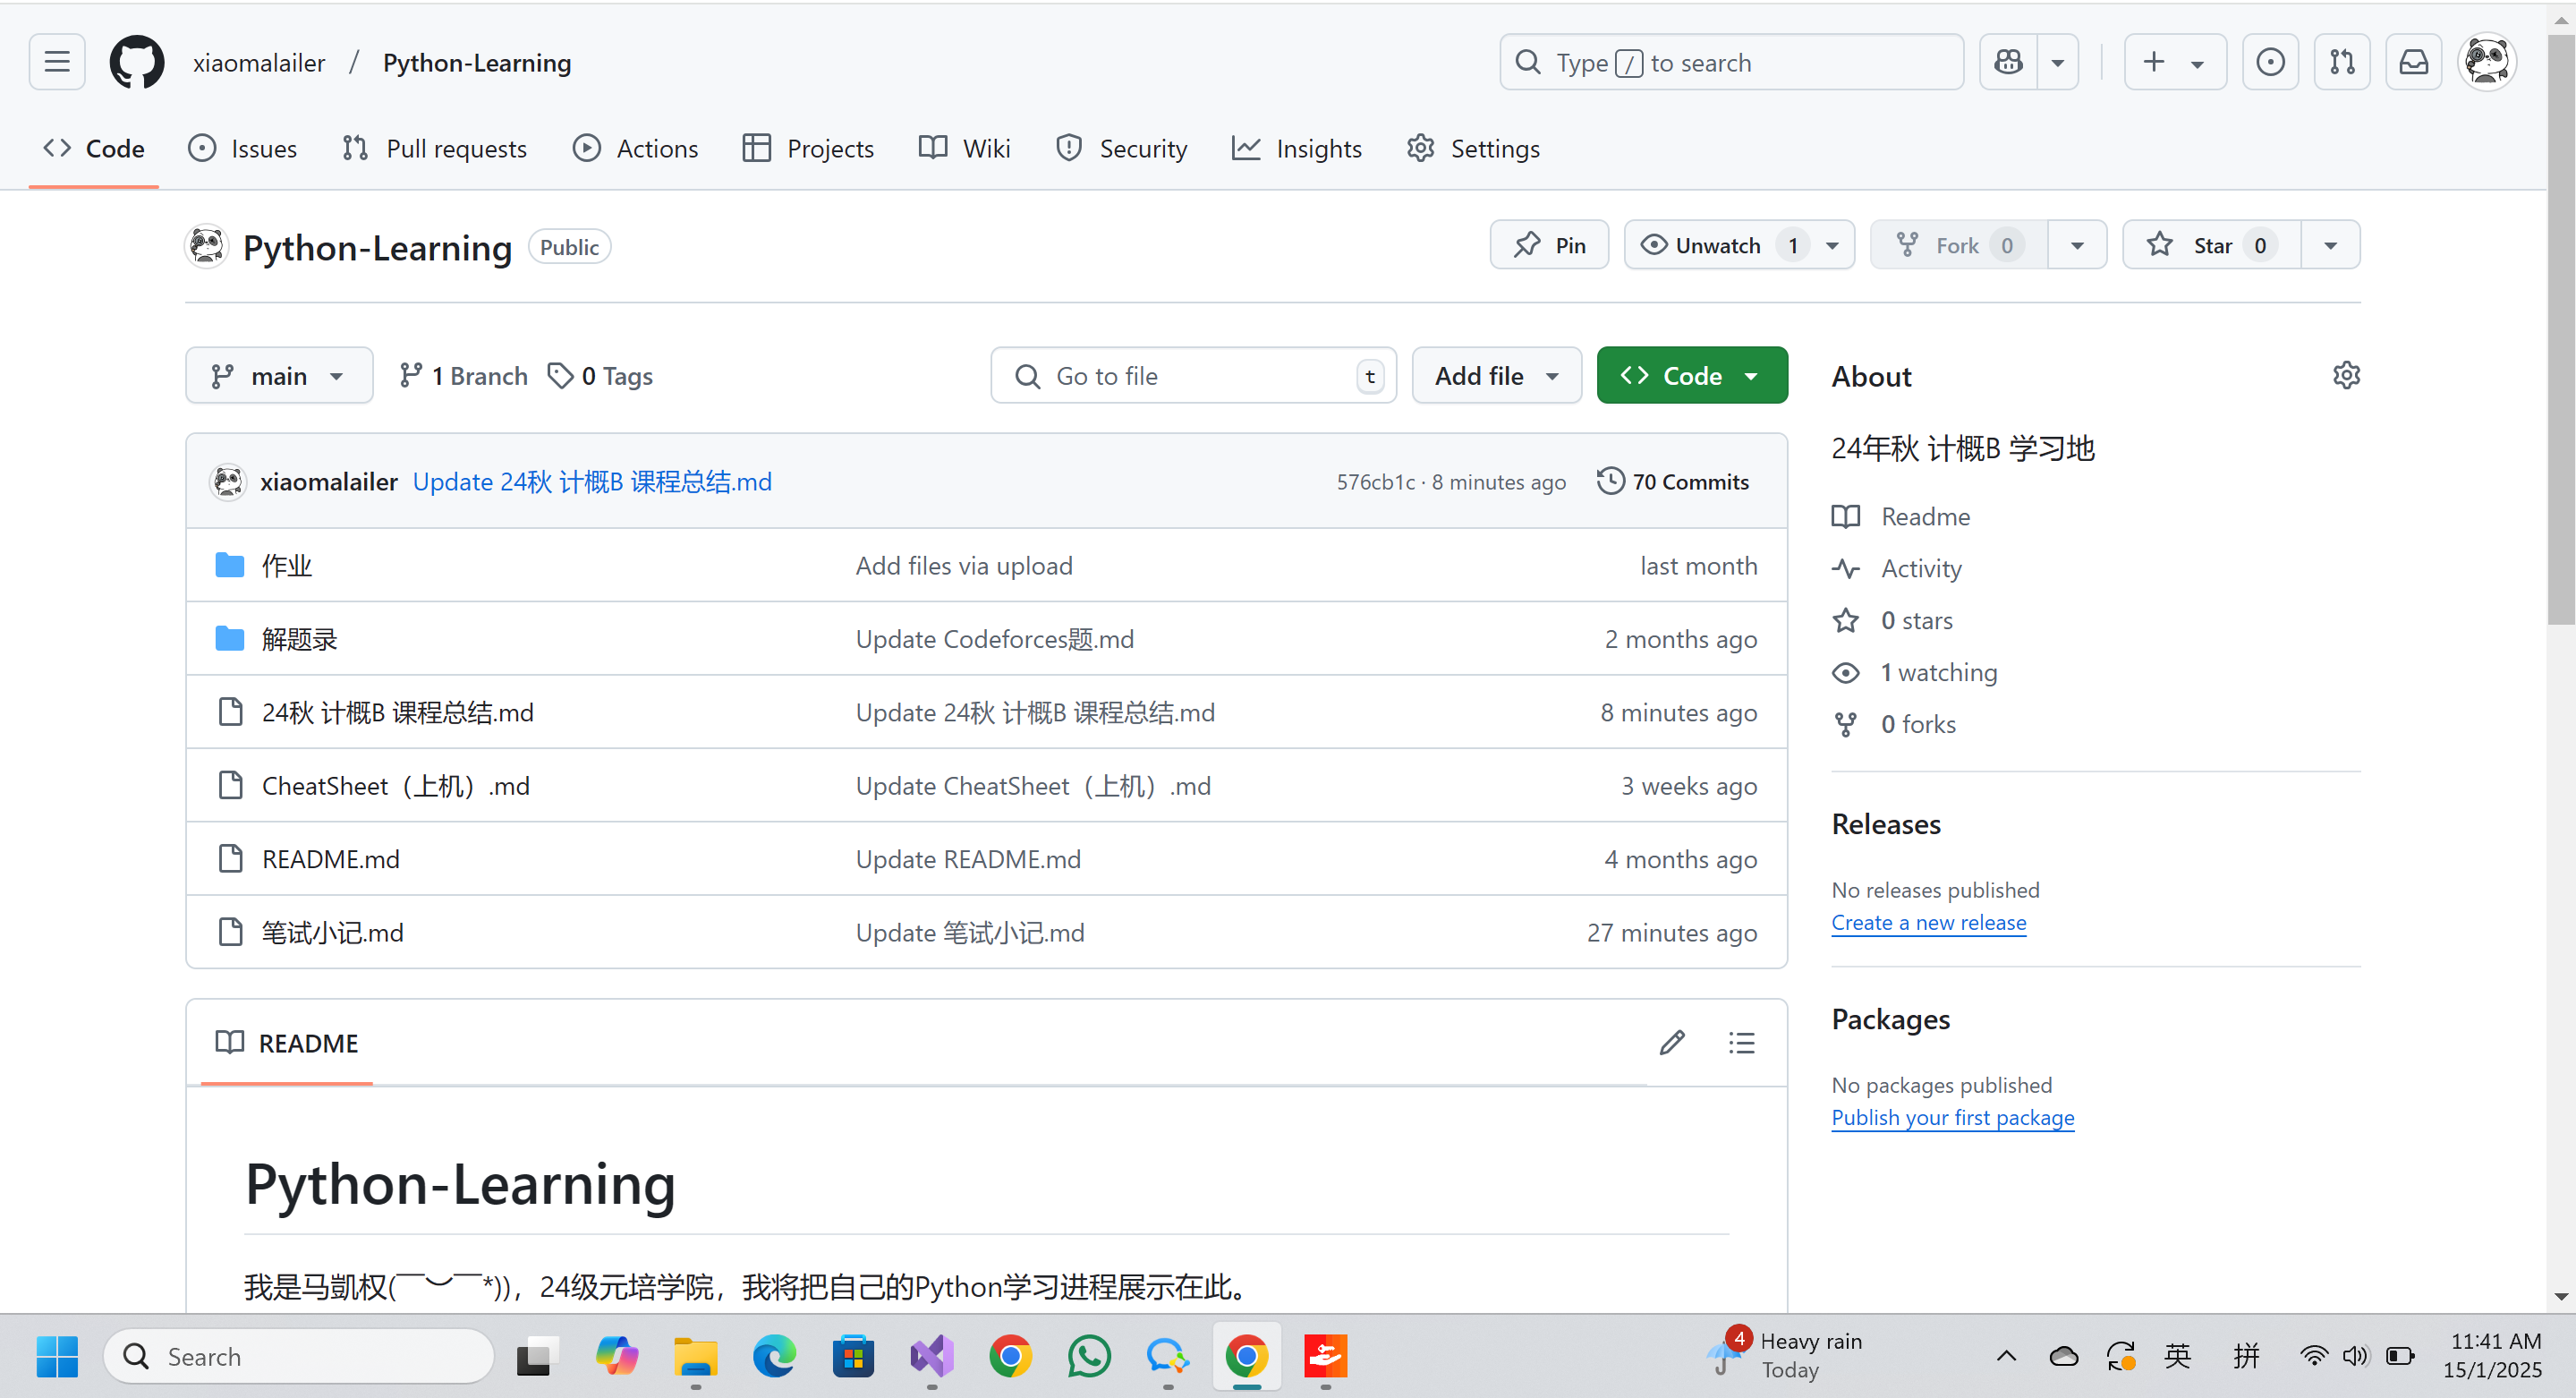 xiaomalailer / Python-Learning
Type / to search
Code Issues Pull requests Actions Projects Wiki Security Insights Settings
Python-Learning Public
Pin Unwatch 1 Fork 0 Star 0
main 1 Branch 0 Tags
Go to file t Add file Code
xiaomalailer Update 24秋 计概B 课程总结.md 576cb1c · 8 minutes ago 70 Commits
作业 Add files via upload last month
解题录 Update Codeforces题.md 2 months ago
24秋 计概B 课程总结.md Update 24秋 计概B 课程总结.md 8 minutes ago
CheatSheet（上机）.md Update CheatSheet（上机）.md 3 weeks ago
README.md Update README.md 4 months ago
笔试小记.md Update 笔试小记.md 27 minutes ago
README
Python-Learning
我是马凯权(￣︶￣*))，24级元培学院，我将把自己的Python学习进程展示在此。
About
24年秋 计概B 学习地
Readme
Activity
0 stars
1 watching
0 forks
Releases
No releases published
Create a new release
Packages
No packages published
Publish your first package
Search
4
Heavy rain
Today
英 拼
11:41 AM
15/1/2025